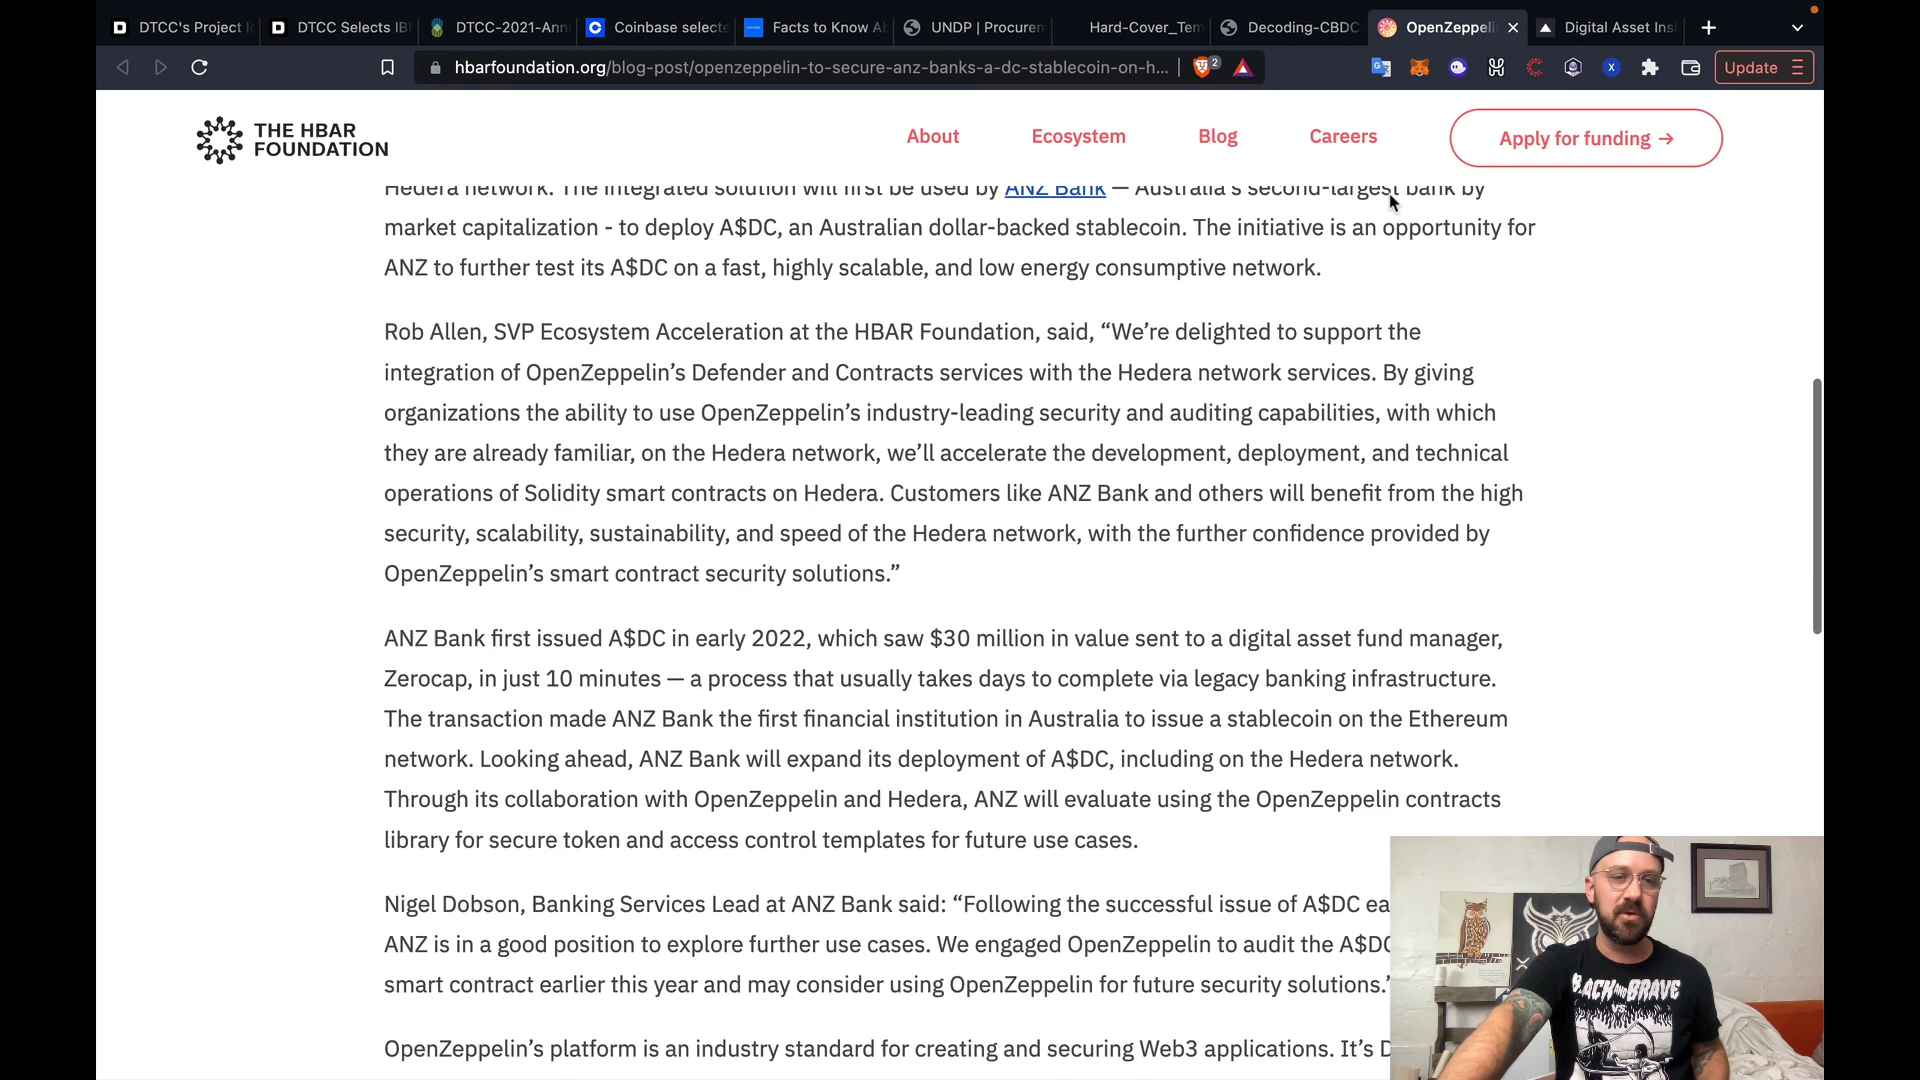 DTCC's Project I
DTCC Selects IB
DTCC-2021-Ann
Coinbase selecte
Facts to Know A
UNDP | Procurem
Hard-Cover_Tem
Decoding-CBDC
OpenZeppeli
Digital Asset Insi
hbarfoundation.org/blog-post/openzeppelin-to-secure-anz-banks-a-dc-stablecoin-on-h...
2
Update
THE HBAR
FOUNDATION
About
Ecosystem
Blog
Careers
Apply for funding →
Hedera network. The integrated solution will first be used by ANZ Bank — Australia's second-largest bank by
market capitalization - to deploy A$DC, an Australian dollar-backed stablecoin. The initiative is an opportunity for
ANZ to further test its A$DC on a fast, highly scalable, and low energy consumptive network.
Rob Allen, SVP Ecosystem Acceleration at the HBAR Foundation, said, “We’re delighted to support the
integration of OpenZeppelin’s Defender and Contracts services with the Hedera network services. By giving
organizations the ability to use OpenZeppelin’s industry-leading security and auditing capabilities, with which
they are already familiar, on the Hedera network, we’ll accelerate the development, deployment, and technical
operations of Solidity smart contracts on Hedera. Customers like ANZ Bank and others will benefit from the high
security, scalability, sustainability, and speed of the Hedera network, with the further confidence provided by
OpenZeppelin’s smart contract security solutions.”
ANZ Bank first issued A$DC in early 2022, which saw $30 million in value sent to a digital asset fund manager,
Zerocap, in just 10 minutes — a process that usually takes days to complete via legacy banking infrastructure.
The transaction made ANZ Bank the first financial institution in Australia to issue a stablecoin on the Ethereum
network. Looking ahead, ANZ Bank will expand its deployment of A$DC, including on the Hedera network.
Through its collaboration with OpenZeppelin and Hedera, ANZ will evaluate using the OpenZeppelin contracts
library for secure token and access control templates for future use cases.
Nigel Dobson, Banking Services Lead at ANZ Bank said: “Following the successful issue of A$DC ea
ANZ is in a good position to explore further use cases. We engaged OpenZeppelin to audit the A$DC
smart contract earlier this year and may consider using OpenZeppelin for future security solutions.”
OpenZeppelin’s platform is an industry standard for creating and securing Web3 applications. It’s D
BLACK AND BRAVE
VS